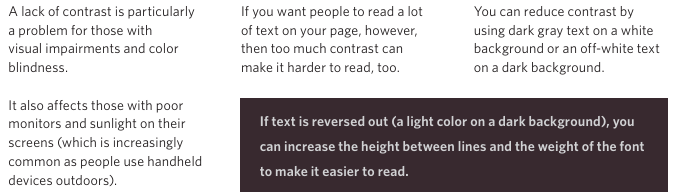 A lack of contrast is particularly
a problem for those with
visual impairments and color
blindness.
It also affects those with poor
monitors and sunlight on their
screens (which is increasingly
common as people use handheld
devices outdoors).
If you want people to read a lot
of text on your page, however,
then too much contrast can
make it harder to read, too.
You can reduce contrast by
using dark gray text on a white
background or an off-white text
on a dark background.
If text is reversed out (a light color on a dark background), you
can increase the height between lines and the weight of the font
to make it easier to read.